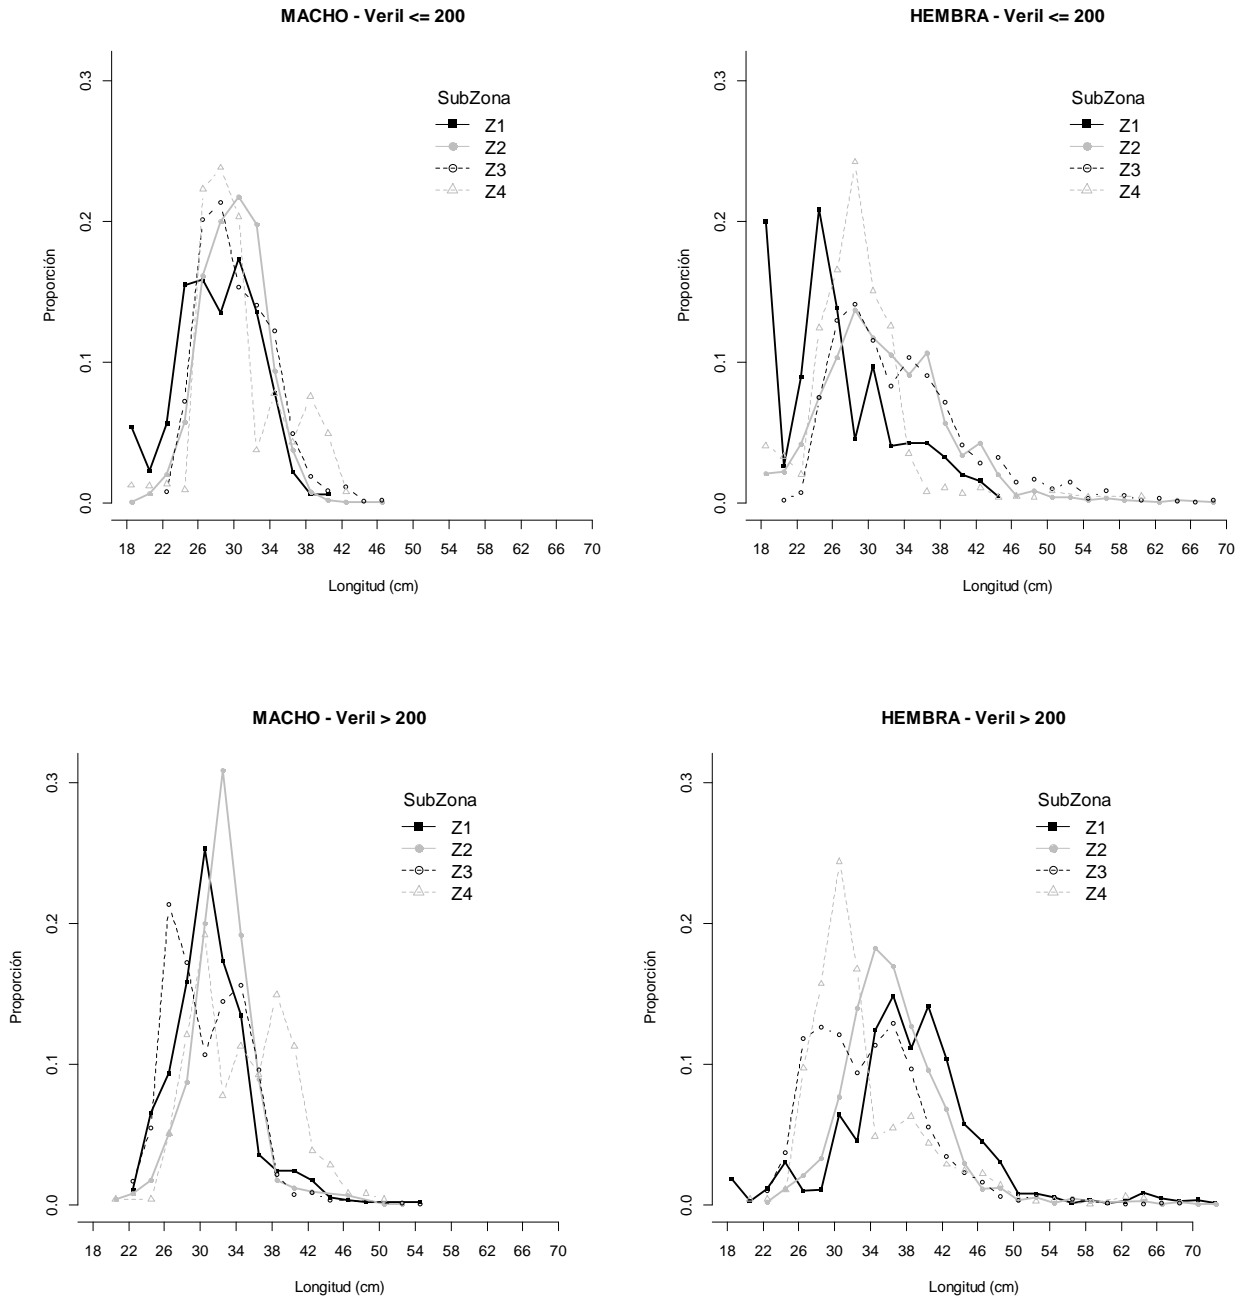 MACHO - Veril <= 200
0.3
0.2
0.1
0.0
Proporción
SubZona
Z1
Z2
Z3
Z4
18 22 26 30 34 38 42 46 50 54 58 62 66 70
Longitud (cm)
HEMBRA - Veril <= 200
0.3
0.2
0.1
0.0
Proporción
SubZona
Z1
Z2
Z3
Z4
18 22 26 30 34 38 42 46 50 54 58 62 66 70
Longitud (cm)
MACHO - Veril > 200
0.3
0.2
0.1
0.0
Proporción
SubZona
Z1
Z2
Z3
Z4
18 22 26 30 34 38 42 46 50 54 58 62 66 70
Longitud (cm)
HEMBRA - Veril > 200
0.3
0.2
0.1
0.0
Proporción
SubZona
Z1
Z2
Z3
Z4
18 22 26 30 34 38 42 46 50 54 58 62 66 70
Longitud (cm)